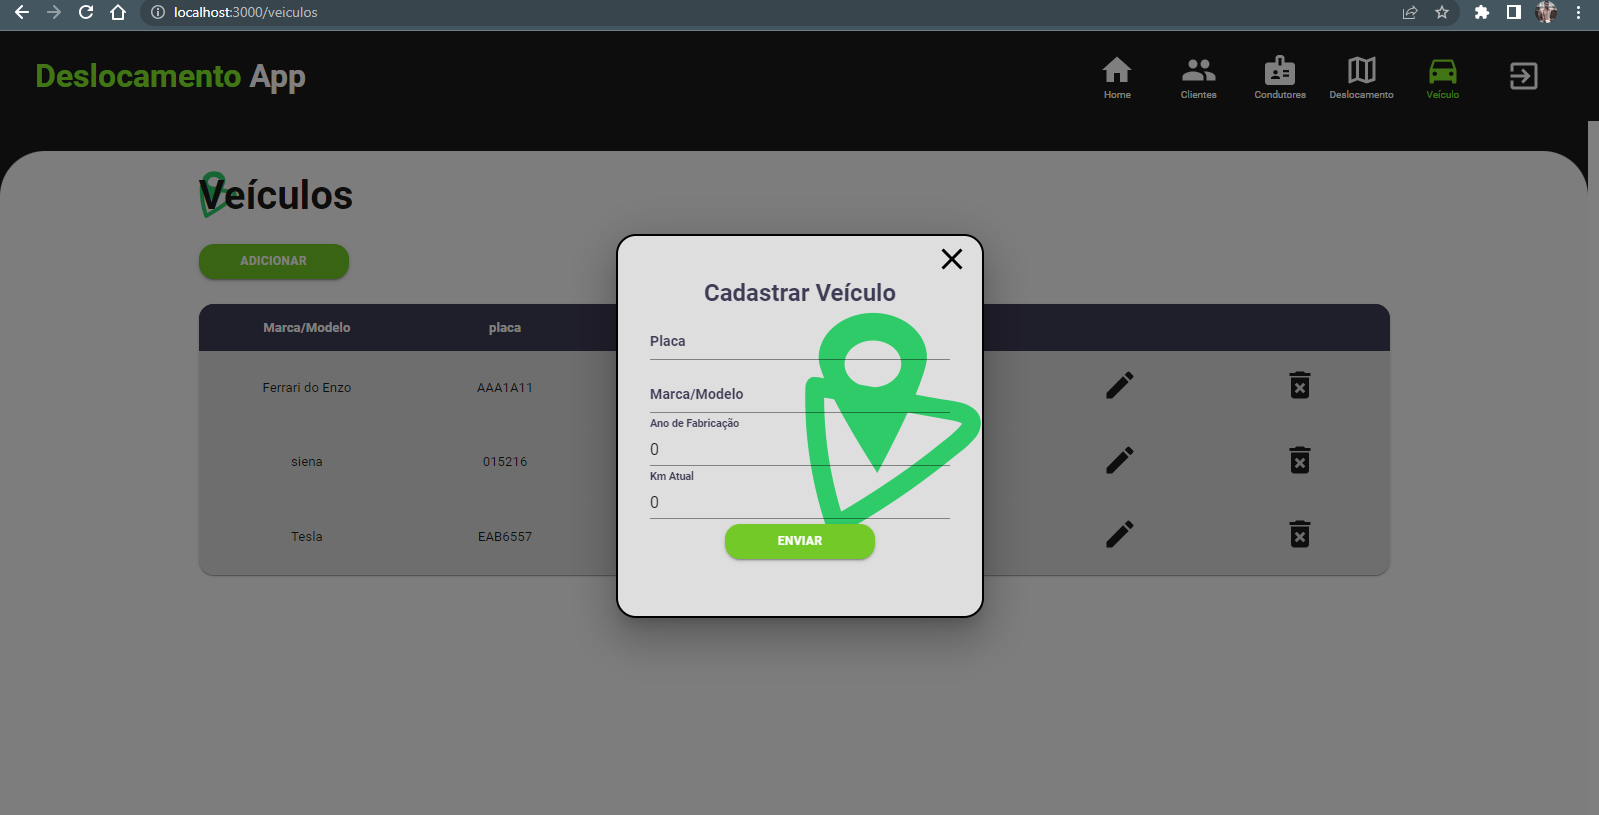 localhost:3000/veiculos
Deslocamento App
Home
Clientes
Condutores
Deslocamento
Veículo
Veículos
ADICIONAR
Marca/Modelo placa
Ferrari do Enzo AAA1A11
siena 015216
Tesla EAB6557
Cadastrar Veículo
Placa
Marca/Modelo
Ano de Fabricação
0
Km Atual
0
ENVIAR